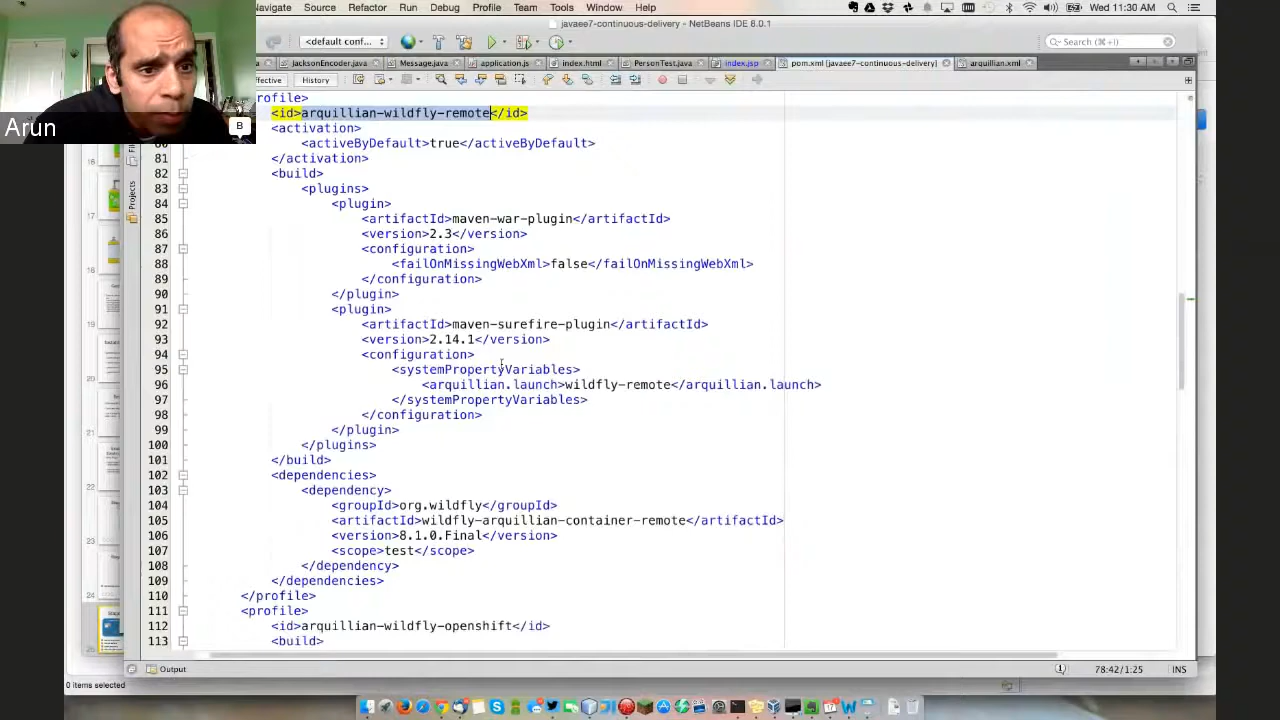 Navigate Source Refactor Run Debug Profile Team Tools Window Help Wed 11:30 AM
javaee7-continuous-delivery - NetBeans IDE 8.0.1
<default conf... Search (⌘+I)
JacksonEncoder.java Message.java application.js index.html PersonTest.java index.jsp pom.xml [javaee7-continuous-delivery] arquillian.xml
History
Arun
B
Projects
rofile>
<id>arquillian-wildfly-remote</id>
<activation>
80 <activeByDefault>true</activeByDefault>
81 </activation>
82 <build>
83 <plugins>
84 <plugin>
85 <artifactId>maven-war-plugin</artifactId>
86 <version>2.3</version>
87 <configuration>
88 <failOnMissingWebXml>false</failOnMissingWebXml>
89 </configuration>
90 </plugin>
91 <plugin>
92 <artifactId>maven-surefire-plugin</artifactId>
93 <version>2.14.1</version>
94 <configuration>
95 <systemPropertyVariables>
96 <arquillian.launch>wildfly-remote</arquillian.launch>
97 </systemPropertyVariables>
98 </configuration>
99 </plugin>
100 </plugins>
101 </build>
102 <dependencies>
103 <dependency>
104 <groupId>org.wildfly</groupId>
105 <artifactId>wildfly-arquillian-container-remote</artifactId>
106 <version>8.1.0.Final</version>
107 <scope>test</scope>
108 </dependency>
109 </dependencies>
110 </profile>
111 <profile>
112 <id>arquillian-wildfly-openshift</id>
113 <build>
Output 78:42/1:25 INS
0 items selected